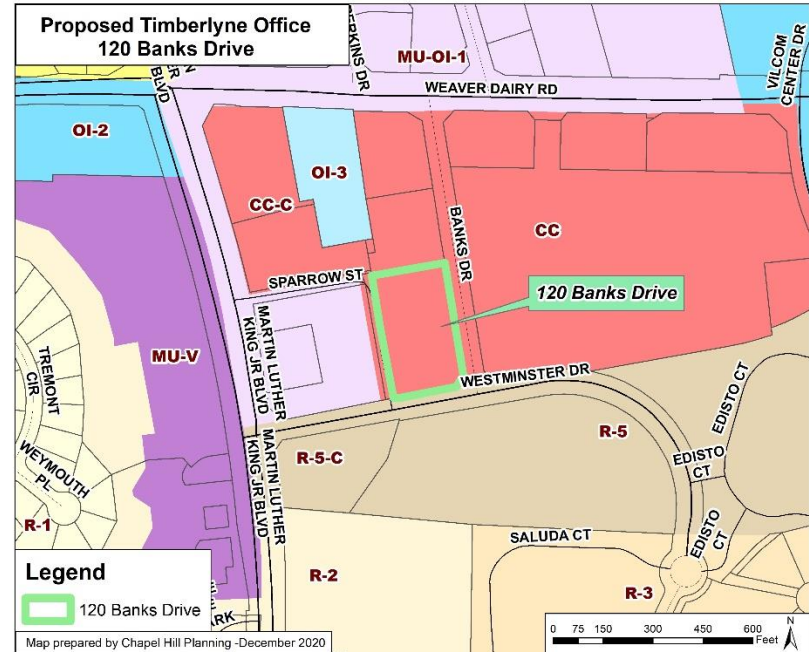 Proposed Timberlyne Office
120 Banks Drive
PERKINS DR
MU-OI-1
VILCOM
CENTER DR
BLVD
WEAVER DAIRY RD
OI-2
OI-3
CC-C
BANKS DR
CC
SPARROW ST
120 Banks Drive
MARTIN LUTHER
KING JR BLVD
MU-V
TREMONT
CIR
WESTMINSTER DR
WEYMOUTH
PL
MARTIN LUTHER
KING JR BLVD
R-5
R-5-C
EDISTO CT
EDISTO
CT
R-1
SALUDA CT
EDISTO
CT
R-2
R-3
Legend
120 Banks Drive
0 75 150 300 450 600
Feet
N
Map prepared by Chapel Hill Planning -December 2020